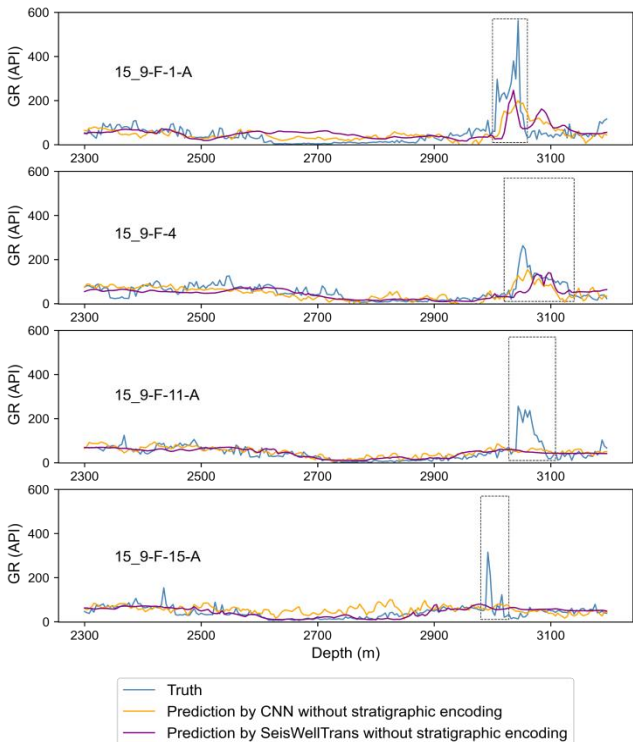 600
400
200
0
GR (API)
15_9-F-1-A
2300 2500 2700 2900 3100
600
400
200
0
GR (API)
15_9-F-4
2300 2500 2700 2900 3100
600
400
200
0
GR (API)
15_9-F-11-A
2300 2500 2700 2900 3100
600
400
200
0
GR (API)
15_9-F-15-A
2300 2500 2700 2900 3100
Depth (m)
Truth
Prediction by CNN without stratigraphic encoding
Prediction by SeisWellTrans without stratigraphic encoding